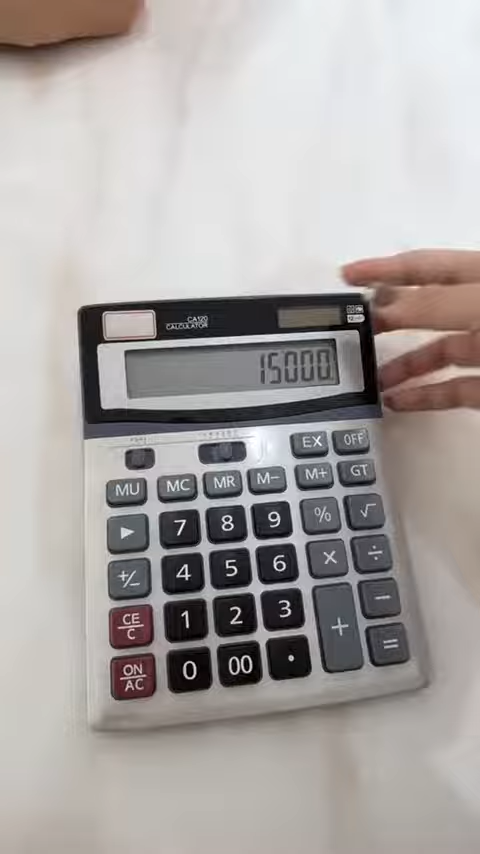 CA120
CALCULATOR
15000
EX OFF
MU MC MR M− M+ GT
► 7 8 9 % √
+/− 4 5 6 × ÷
CE/C 1 2 3 + −
ON/AC 0 00 • =